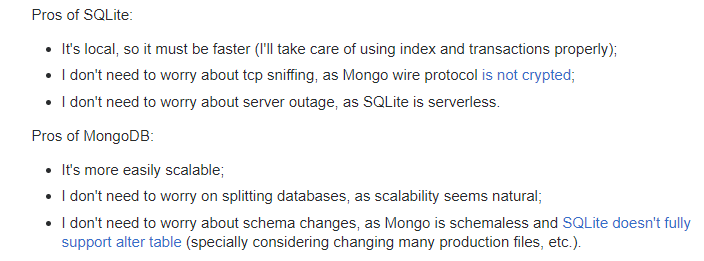 Pros of SQLite:
• It's local, so it must be faster (I'll take care of using index and transactions properly);
• I don't need to worry about tcp sniffing, as Mongo wire protocol is not crypted;
• I don't need to worry about server outage, as SQLite is serverless.
Pros of MongoDB:
• It's more easily scalable;
• I don't need to worry on splitting databases, as scalability seems natural;
• I don't need to worry about schema changes, as Mongo is schemaless and SQLite doesn't fully
support alter table (specially considering changing many production files, etc.).